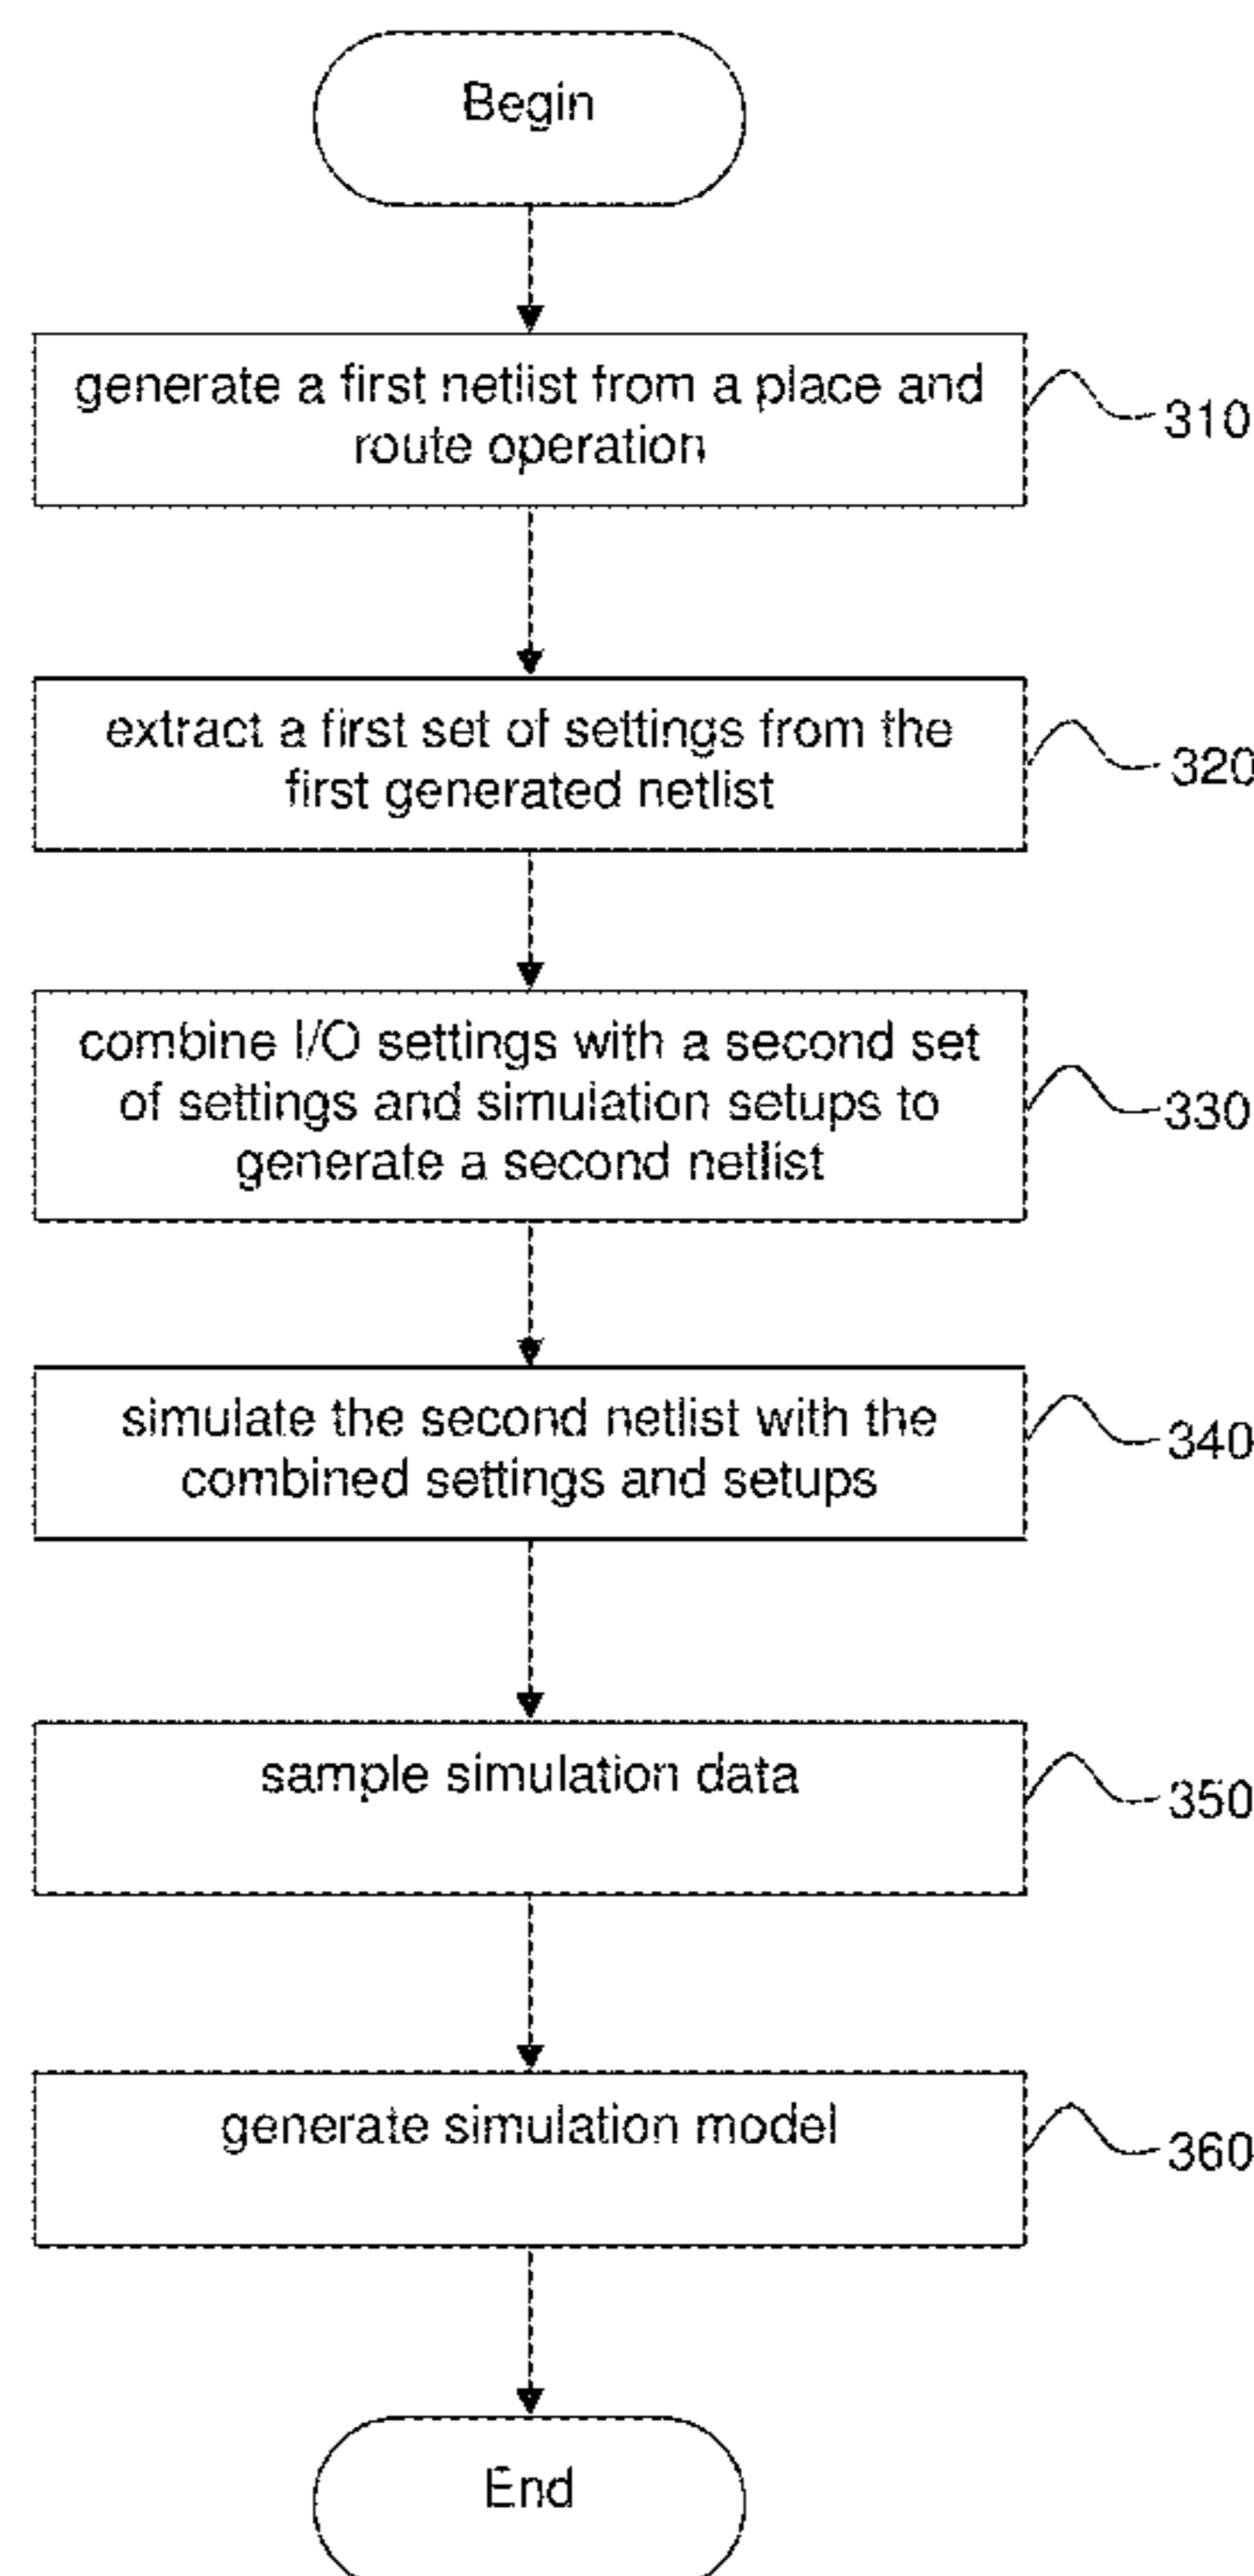 Begin
generate a first netlist from a place and
route operation
310
extract a first set of settings from the
first generated netlist
320
combine I/O settings with a second set
of settings and simulation setups to
generate a second netlist
330
simulate the second netlist with the
combined settings and setups
340
sample simulation data
350
generate simulation model
360
End